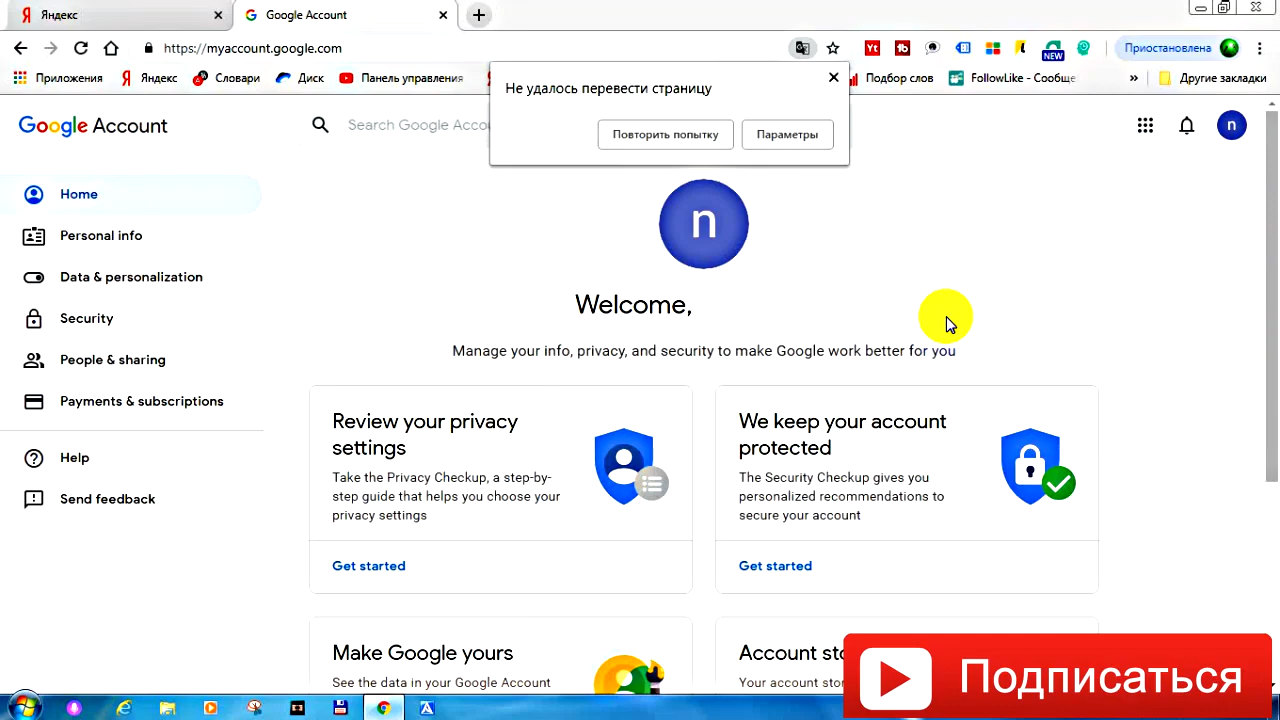 Яндекс
Google Account
https://myaccount.google.com
Yt
tb
NEW
Приостановлена
Приложения
Яндекс
Словари
Диск
Панель управления
Подбор слов
FollowLike - Сообще
»
Другие закладки
Не удалось перевести страницу
Повторить попытку
Параметры
Google Account
Search Google Acco
n
Home
Personal info
Data & personalization
Security
People & sharing
Payments & subscriptions
Help
Send feedback
n
Welcome,
Manage your info, privacy, and security to make Google work better for you
Review your privacy
settings
Take the Privacy Checkup, a step-by-
step guide that helps you choose your
privacy settings
Get started
We keep your account
protected
The Security Checkup gives you
personalized recommendations to
secure your account
Get started
Make Google yours
See the data in your Google Account
Account sto
Your account stor
Подписаться